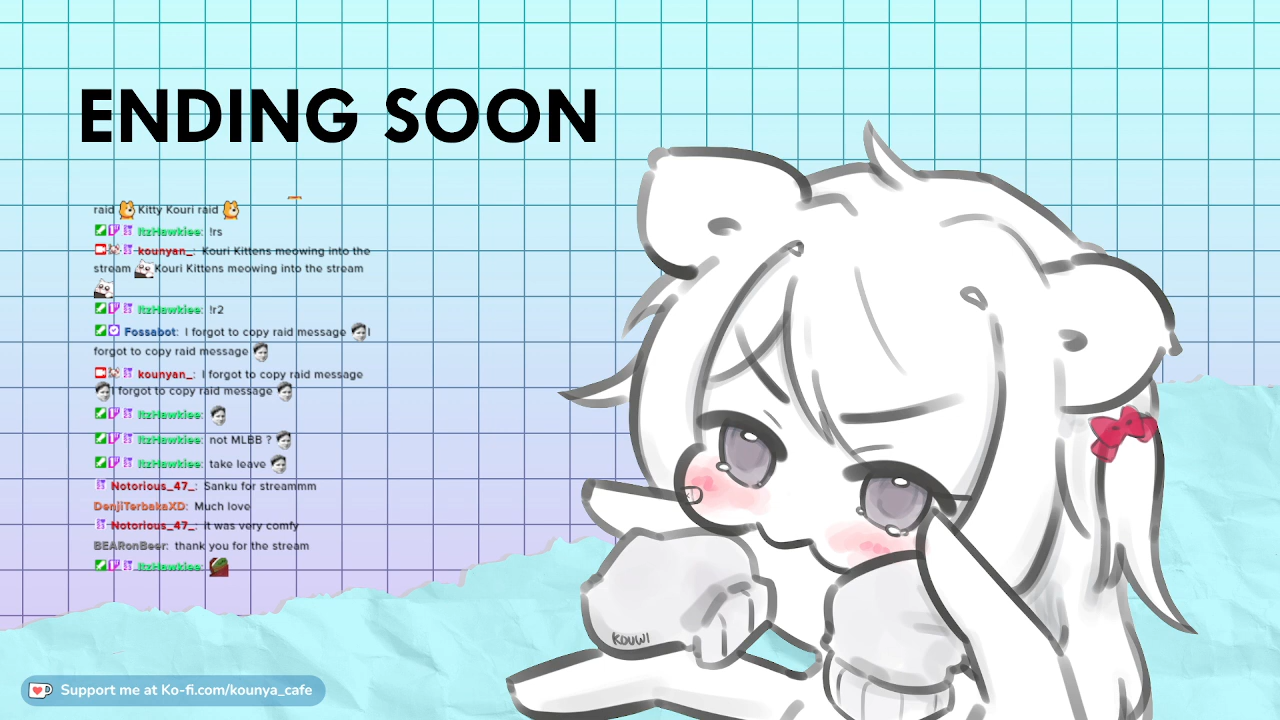 ENDING SOON
raid Kitty Kouri raid
ItzHawkiee: !rs
kounyan_: Kouri Kittens meowing into the
stream Kouri Kittens meowing into the stream
ItzHawkiee: !r2
Fossabot: I forgot to copy raid message I
forgot to copy raid message
kounyan_: I forgot to copy raid message
I forgot to copy raid message
ItzHawkiee:
ItzHawkiee: not MLBB ?
ItzHawkiee: take leave
Notorious_47_: Sanku for streammm
DenjiTerbakaXD: Much love
Notorious_47_: it was very comfy
BEARonBeer: thank you for the stream
ItzHawkiee:
KOUWI
Support me at Ko-fi.com/kounya_cafe